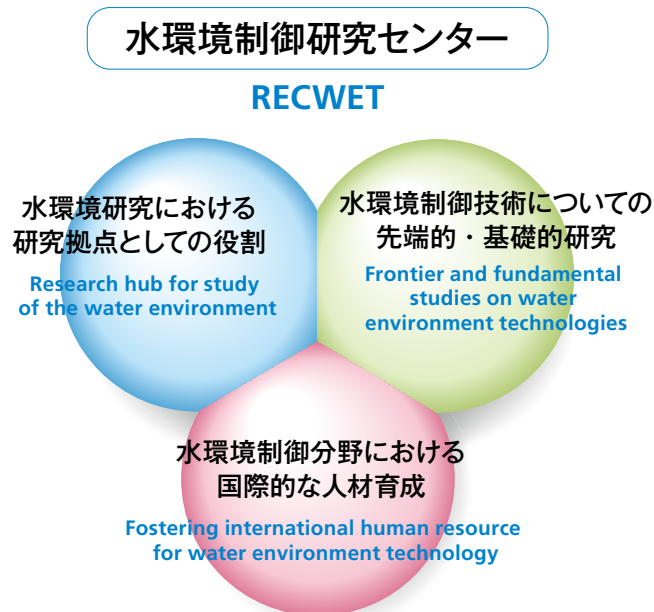 水環境制御研究センター
RECWET
水環境研究における
研究拠点としての役割
Research hub for study
of the water environment
水環境制御技術についての
先端的・基礎的研究
Frontier and fundamental
studies on water
environment technologies
水環境制御分野における
国際的な人材育成
Fostering international human resource
for water environment technology